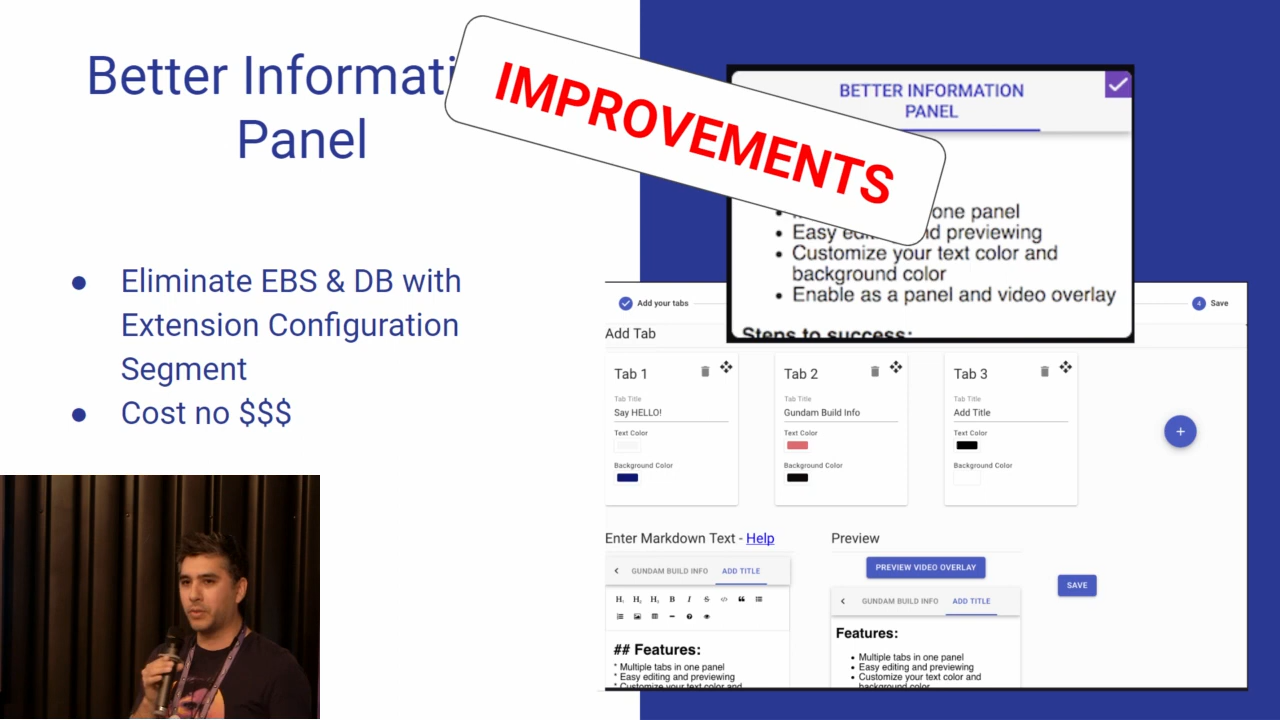 Better Informati
Panel
IMPROVEMENTS
Eliminate EBS & DB with
Extension Configuration
Segment
Cost no $$$
BETTER INFORMATION
PANEL
one panel
Easy nd previewing
Customize your text color and
background color
Enable as a panel and video overlay
Steps to success:
Add your tabs
4 Save
Add Tab
Tab 1
Tab Title
Say HELLO!
Text Color
Background Color
Tab 2
Tab Title
Gundam Build Info
Text Color
Background Color
Tab 3
Tab Title
Add Title
Text Color
Background Color
+
Enter Markdown Text - Help
GUNDAM BUILD INFO ADD TITLE
H1 H2 H3 B I S </> ❝
## Features:
* Multiple tabs in one panel
* Easy editing and previewing
* Customize your text color and
Preview
PREVIEW VIDEO OVERLAY
GUNDAM BUILD INFO ADD TITLE
Features:
Multiple tabs in one panel
Easy editing and previewing
Customize your text color and
background color
SAVE